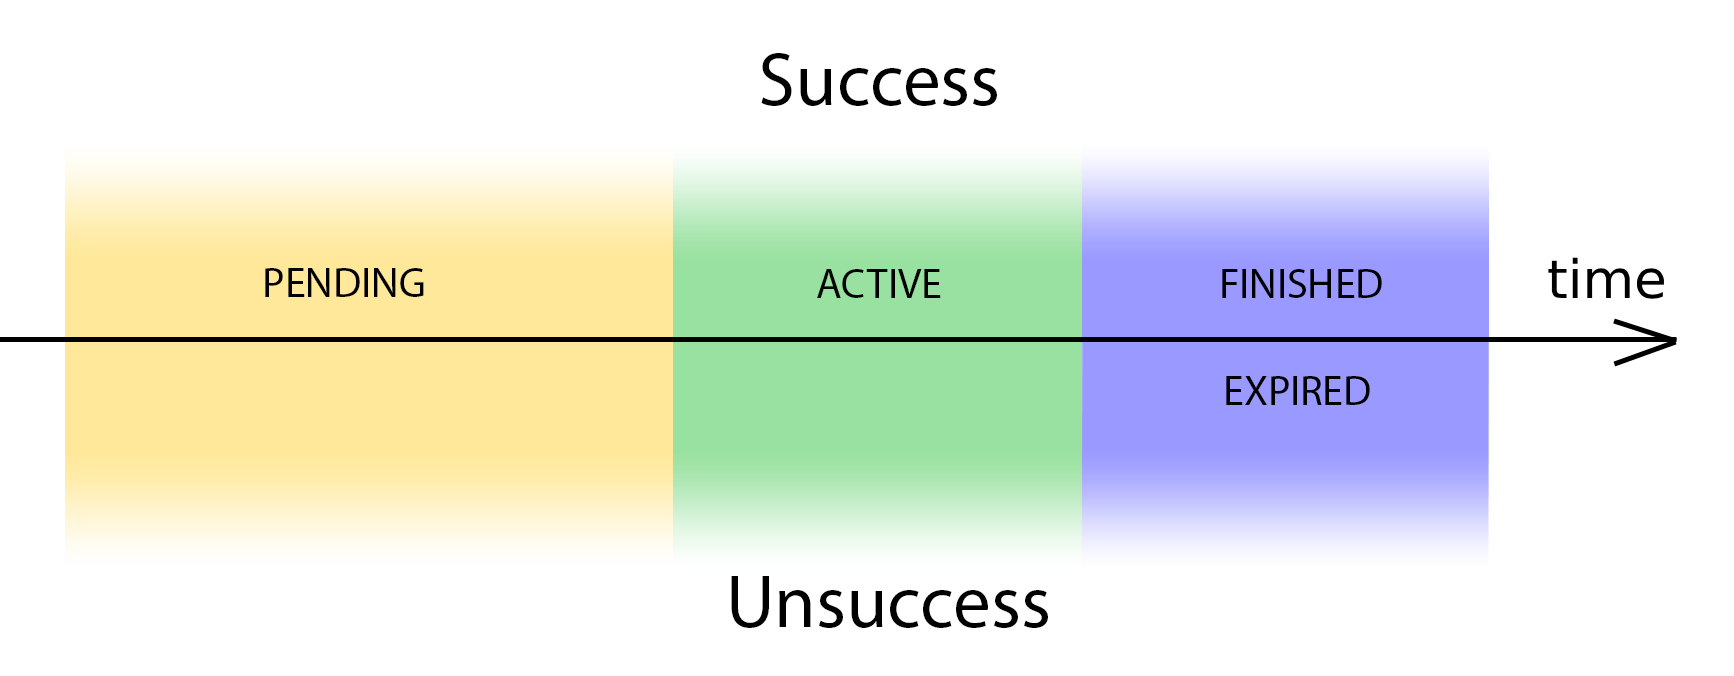 Success
PENDING
ACTIVE
FINISHED
time
EXPIRED
Unsuccess